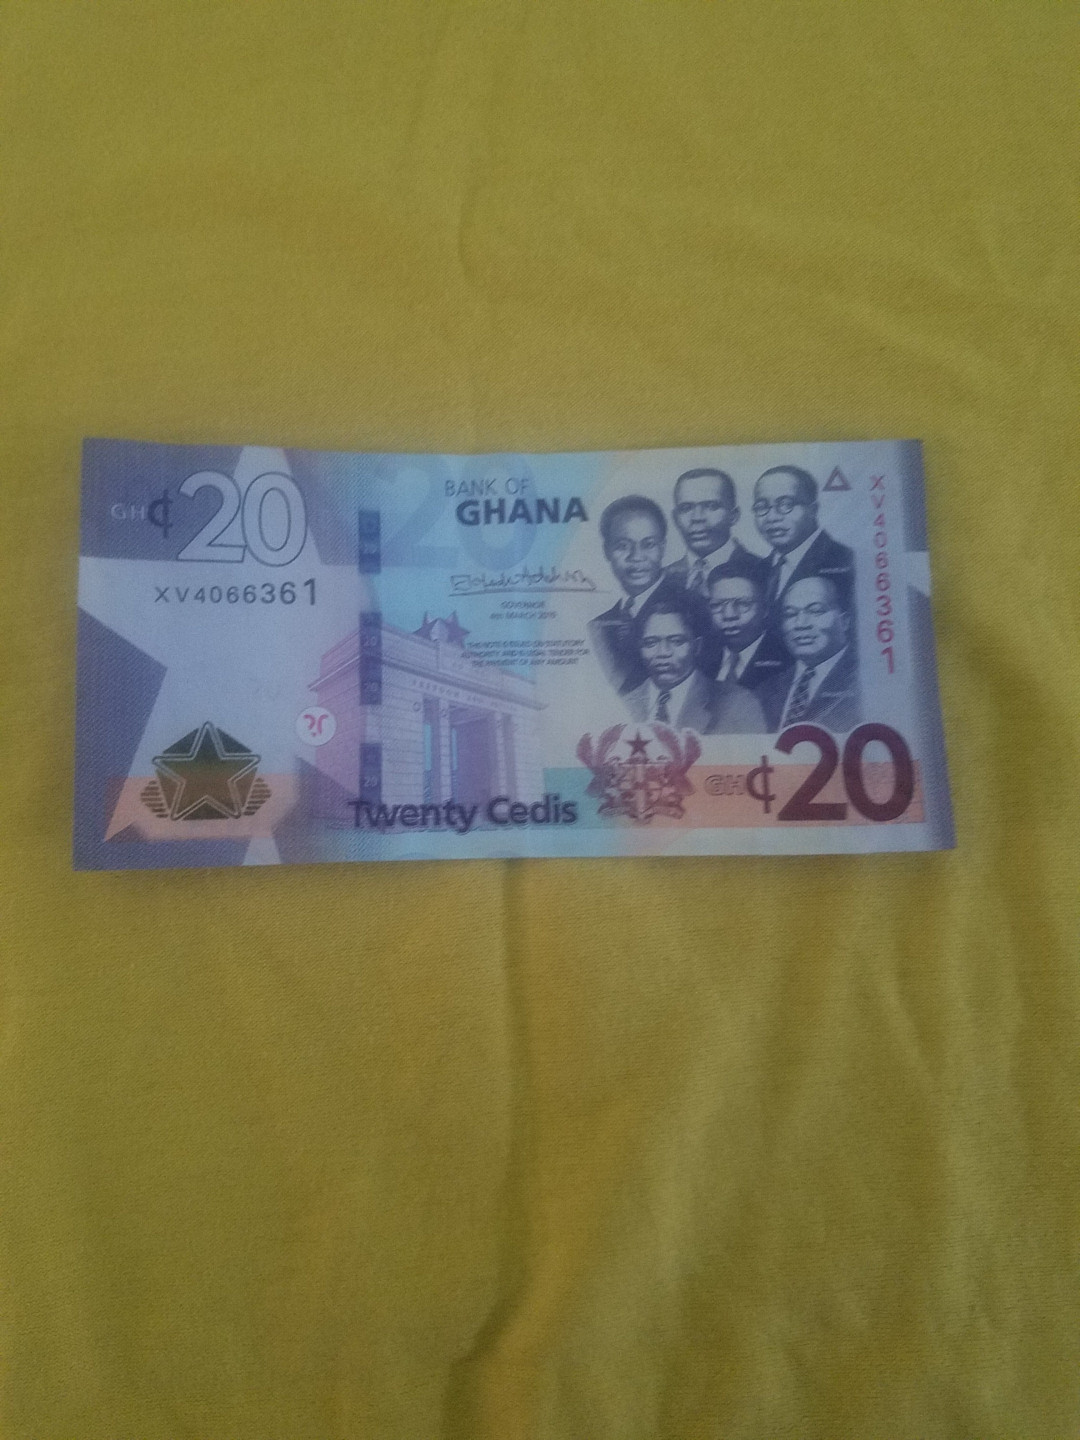 GH₵20
XV4066361
BANK OF
GHANA
GOVERNOR
4TH MARCH 2019
THIS NOTE IS ISSUED ON STATUTORY
AUTHORITY AND IS LEGAL TENDER FOR
THE PAYMENT OF ANY AMOUNT
20
Twenty Cedis
XV4066361
GH₵20